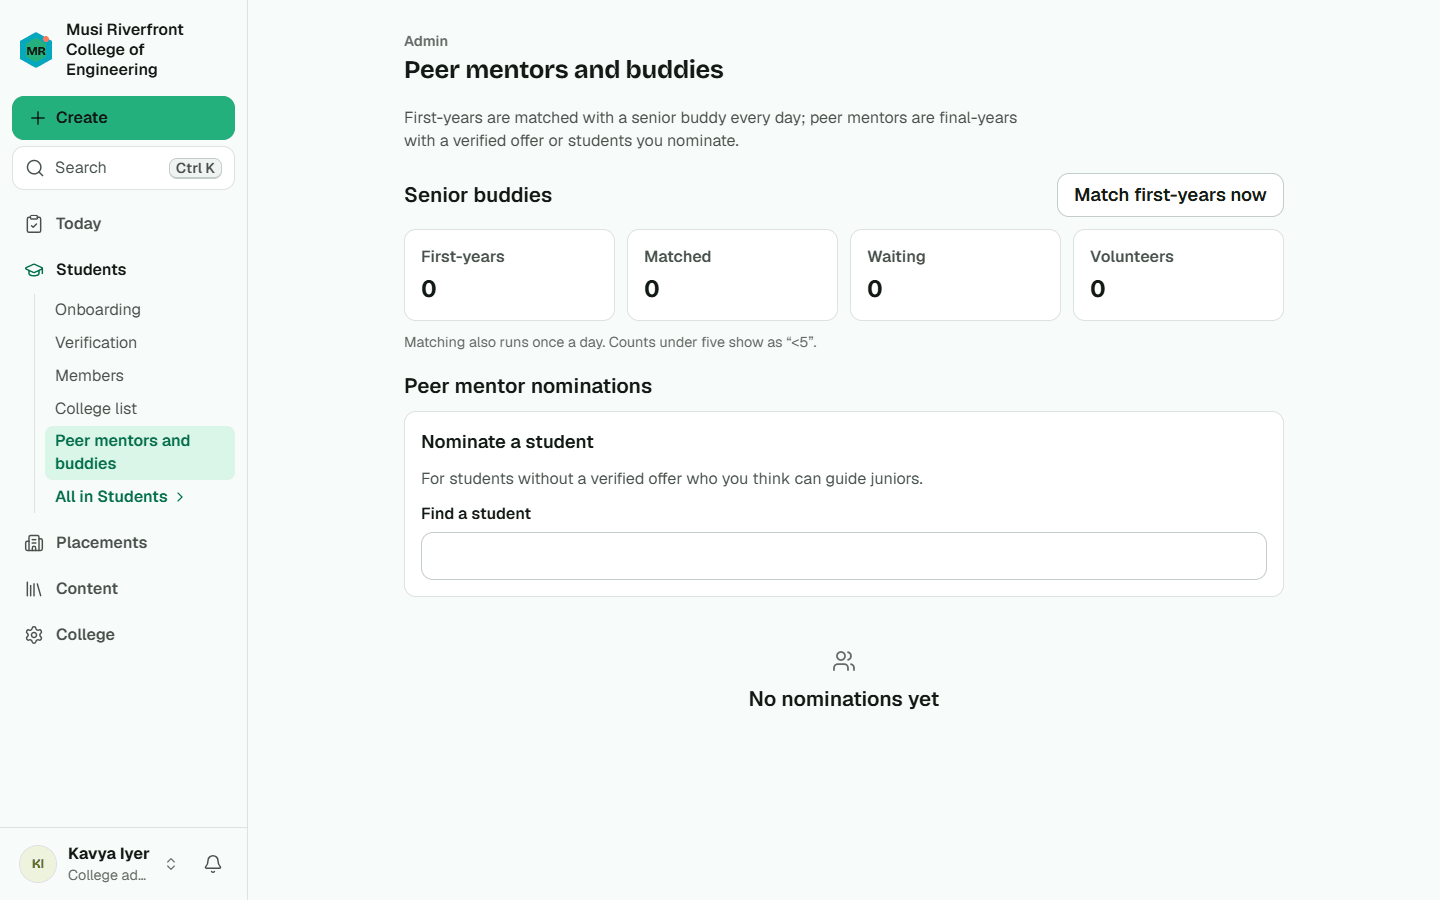 MR
Musi Riverfront
College of
Engineering
Create
Search
Ctrl K
Today
Students
Onboarding
Verification
Members
College list
Peer mentors and
buddies
All in Students
Placements
Content
College
KI
Kavya Iyer
College ad…
Admin
Peer mentors and buddies
First-years are matched with a senior buddy every day; peer mentors are final-years
with a verified offer or students you nominate.
Senior buddies
Match first-years now
First-years
0
Matched
0
Waiting
0
Volunteers
0
Matching also runs once a day. Counts under five show as “<5”.
Peer mentor nominations
Nominate a student
For students without a verified offer who you think can guide juniors.
Find a student
No nominations yet